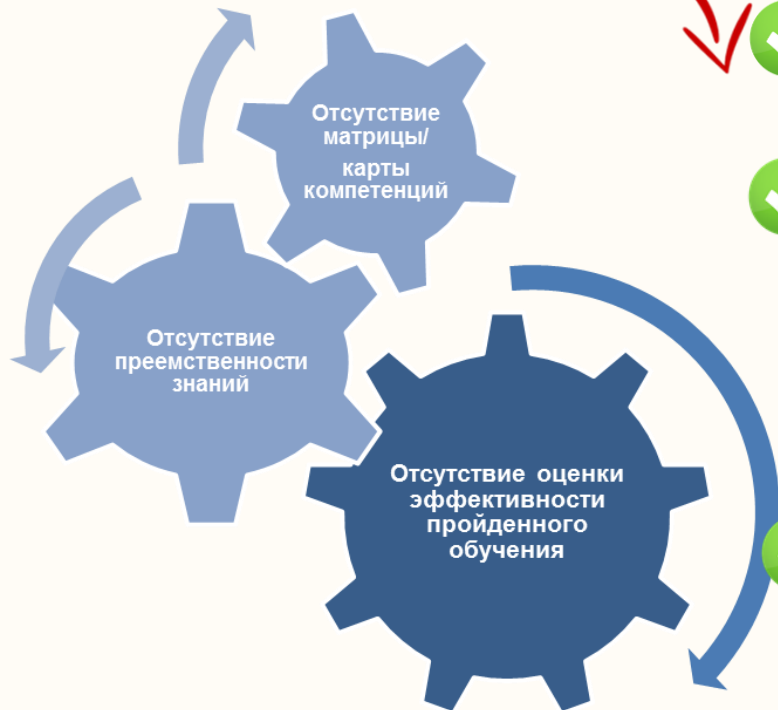 Отсутствие
матрицы/
карты
компетенций
Отсутствие
преемственности
знаний
Отсутствие оценки
эффективности
пройденного
обучения